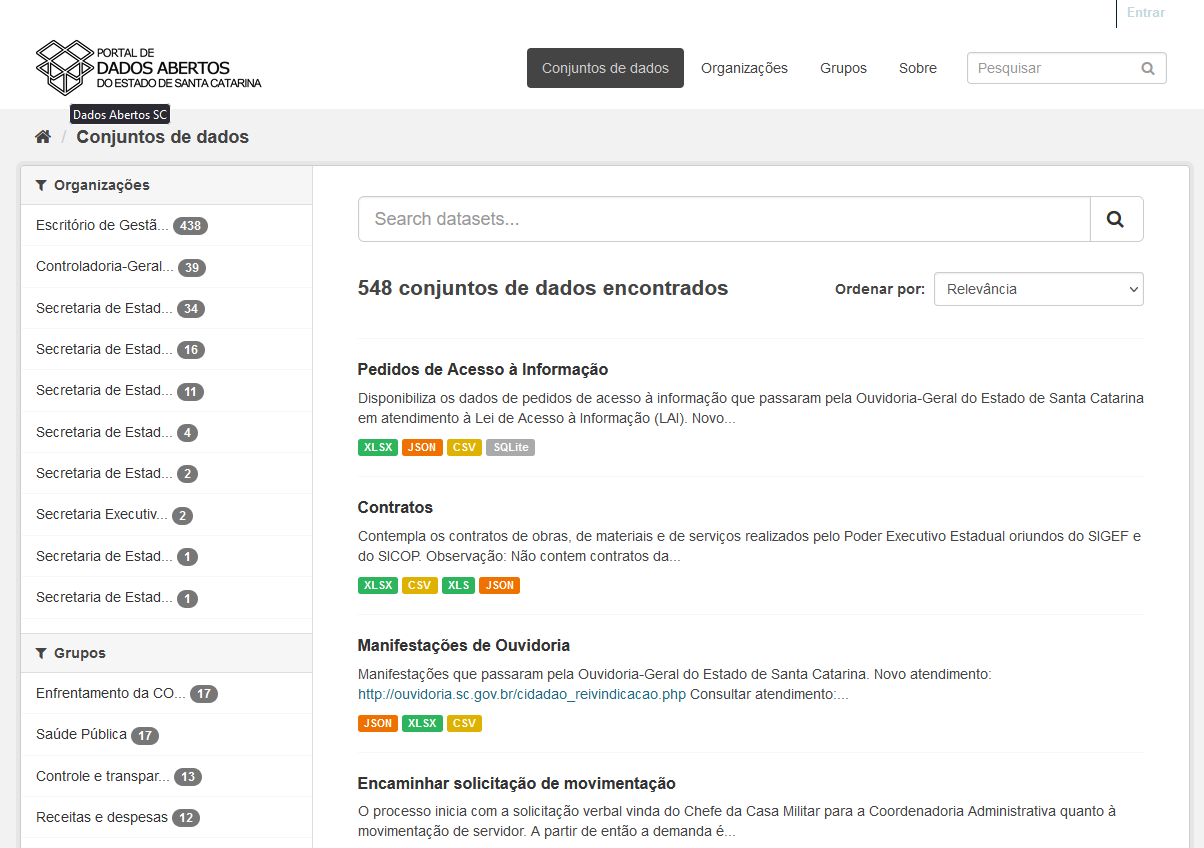 Entrar
PORTAL DE
DADOS ABERTOS
DO ESTADO DE SANTA CATARINA
Conjuntos de dados
Organizações
Grupos
Sobre
Pesquisar
Dados Abertos SC
/ Conjuntos de dados
Organizações
Escritório de Gestã... 438
Controladoria-Geral... 39
Secretaria de Estad... 34
Secretaria de Estad... 16
Secretaria de Estad... 11
Secretaria de Estad... 4
Secretaria de Estad... 2
Secretaria Executiv... 2
Secretaria de Estad... 1
Secretaria de Estad... 1
Grupos
Enfrentamento da CO... 17
Saúde Pública 17
Controle e transpar... 13
Receitas e despesas 12
Search datasets...
548 conjuntos de dados encontrados
Ordenar por: Relevância
Pedidos de Acesso à Informação
Disponibiliza os dados de pedidos de acesso à informação que passaram pela Ouvidoria-Geral do Estado de Santa Catarina
em atendimento à Lei de Acesso à Informação (LAI). Novo...
XLSX JSON CSV SQLite
Contratos
Contempla os contratos de obras, de materiais e de serviços realizados pelo Poder Executivo Estadual oriundos do SIGEF e
do SICOP. Observação: Não contem contratos da...
XLSX CSV XLS JSON
Manifestações de Ouvidoria
Manifestações que passaram pela Ouvidoria-Geral do Estado de Santa Catarina. Novo atendimento:
http://ouvidoria.sc.gov.br/cidadao_reivindicacao.php Consultar atendimento:...
JSON XLSX CSV
Encaminhar solicitação de movimentação
O processo inicia com a solicitação verbal vinda do Chefe da Casa Militar para a Coordenadoria Administrativa quanto à
movimentação de servidor. A partir de então a demanda é...